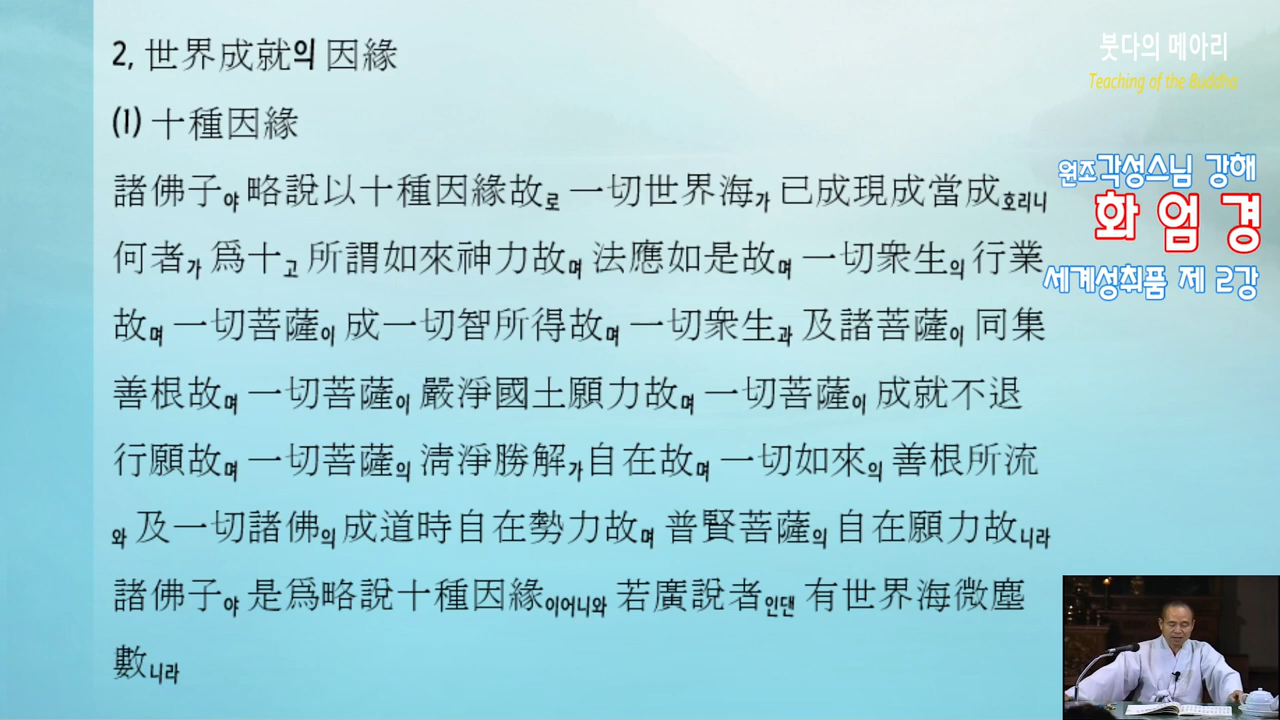 2, 世界成就의 因緣
(1) 十種因緣
諸佛子야 略說以十種因緣故로 一切世界海가 已成現成當成호리니
何者가 爲十고 所謂如來神力故며 法應如是故며 一切衆生의 行業
故며 一切菩薩이 成一切智所得故며 一切衆生과 及諸菩薩이 同集
善根故며 一切菩薩이 嚴淨國土願力故며 一切菩薩이 成就不退
行願故며 一切菩薩의 淸淨勝解가自在故며 一切如來의 善根所流
와 及一切諸佛의 成道時自在勢力故며 普賢菩薩의 自在願力故니라
諸佛子야 是爲略說十種因緣이어니와 若廣說者인댄 有世界海微塵
數니라
붓다의 메아리
Teaching of the Buddha
원조각성스님 강해
화 엄 경
세계성취품 제 2강